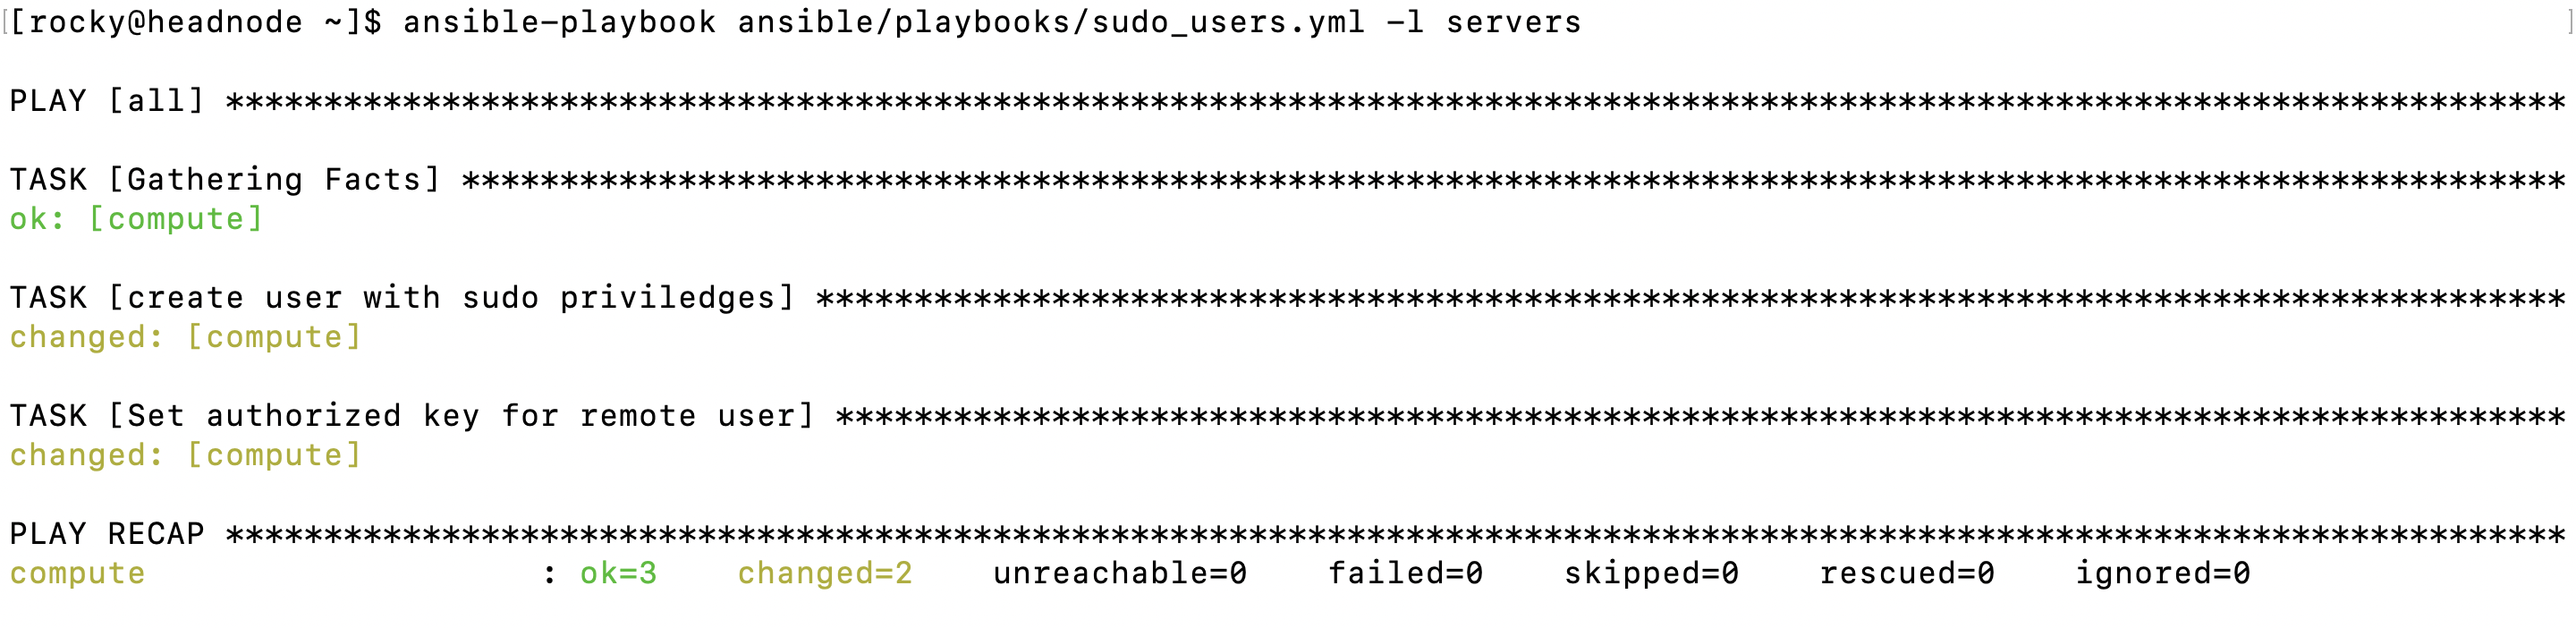 [[rocky@headnode ~]$ ansible-playbook ansible/playbooks/sudo_users.yml -l servers ]
PLAY [all] ***********************************************************************************************************************
TASK [Gathering Facts] ***********************************************************************************************************
ok: [compute]
TASK [create user with sudo priviledges] *****************************************************************************************
changed: [compute]
TASK [Set authorized key for remote user] ****************************************************************************************
changed: [compute]
PLAY RECAP ***********************************************************************************************************************
compute                    : ok=3    changed=2    unreachable=0    failed=0    skipped=0    rescued=0    ignored=0